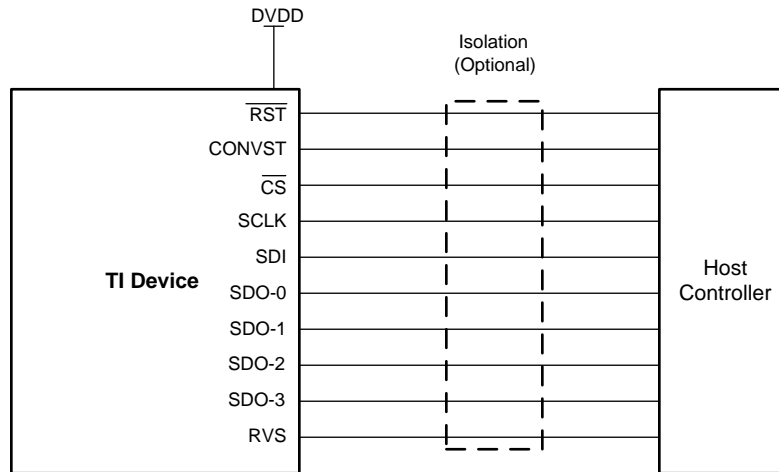 DVDD
Isolation
(Optional)
RST
CONVST
CS
SCLK
SDI
TI Device
SDO-0
SDO-1
SDO-2
SDO-3
RVS
Host
Controller